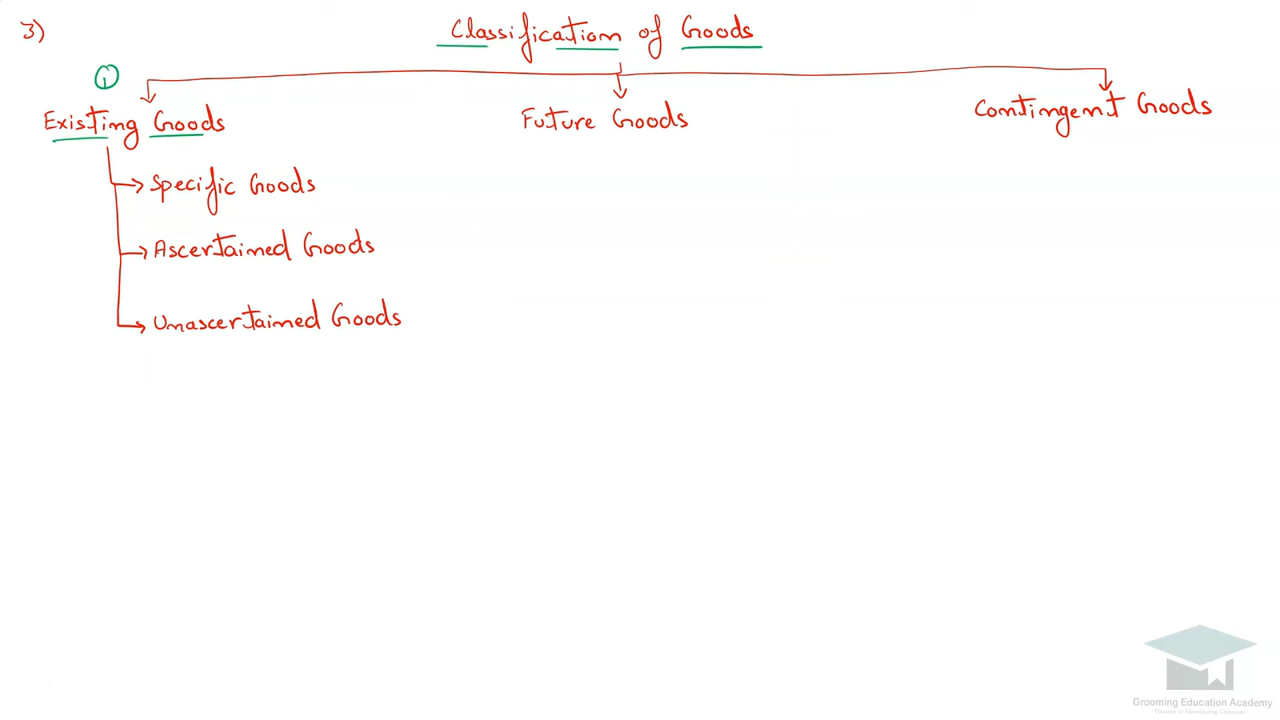 3)
Classification of Goods
①
Existing Goods
Future Goods
Contingent Goods
Specific Goods
Ascertained Goods
Unascertained Goods
Grooming Education Academy